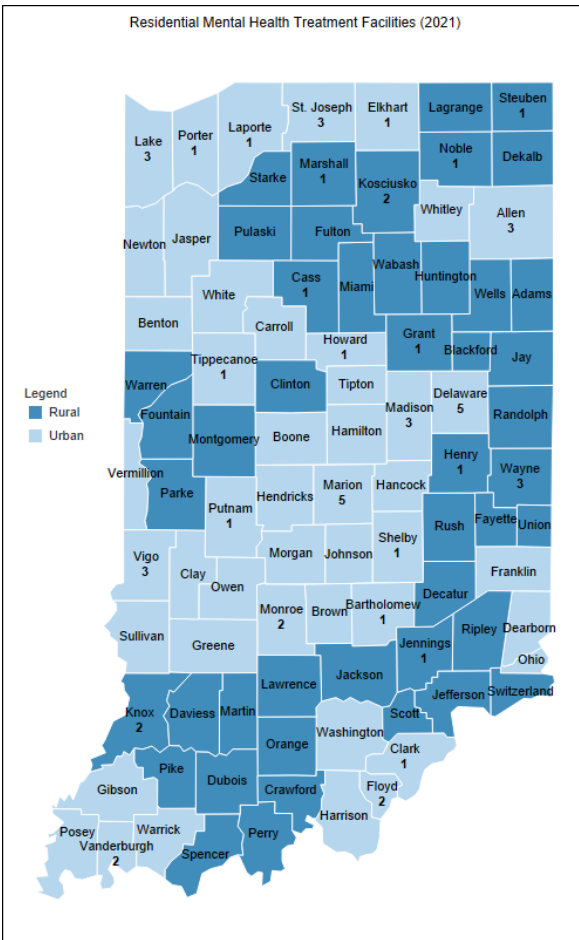 Residential Mental Health Treatment Facilities (2021)
Lake
3
Porter
1
Laporte
1
St. Joseph
3
Elkhart
1
Lagrange
Steuben
1
Noble
1
Dekalb
Starke
Marshall
1
Kosciusko
2
Whitley
Allen
3
Newton
Jasper
Pulaski
Fulton
Wabash
Huntington
Wells
Adams
White
Cass
1
Miami
Benton
Carroll
Howard
1
Grant
1
Blackford
Jay
Warren
Tippecanoe
1
Clinton
Tipton
Madison
3
Delaware
5
Randolph
Legend
Rural
Urban
Fountain
Montgomery
Boone
Hamilton
Henry
1
Wayne
3
Vermillion
Parke
Putnam
1
Hendricks
Marion
5
Hancock
Shelby
1
Rush
Fayette
Union
Vigo
3
Clay
Owen
Morgan
Johnson
Franklin
Decatur
Sullivan
Greene
Monroe
2
Brown
Bartholomew
1
Jennings
1
Ripley
Dearborn
Ohio
Knox
2
Daviess
Martin
Lawrence
Jackson
Jefferson
Switzerland
Scott
Orange
Washington
Clark
1
Pike
Dubois
Crawford
Floyd
2
Harrison
Gibson
Posey
Vanderburgh
2
Warrick
Spencer
Perry